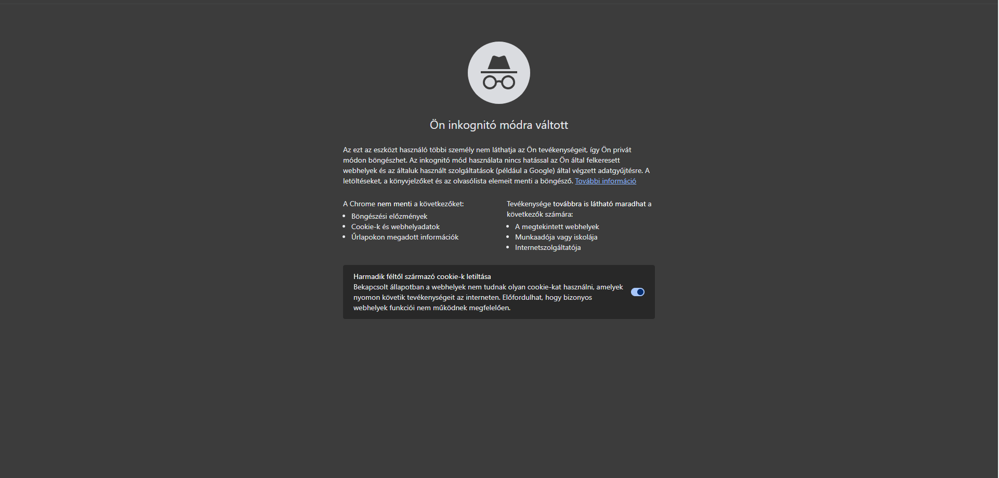 Ön inkognitó módra váltott
Az ezt az eszközt használó többi személy nem láthatja az Ön tevékenységeit, így Ön privát
módon böngészhet. Az inkognitó mód használata nincs hatással az Ön által felkeresett
webhelyek és az általuk használt szolgáltatások (például a Google) által végzett adatgyűjtésre. A
letöltéseket, a könyvjelzőket és az olvasólista elemeit menti a böngésző. További információ
A Chrome nem menti a következőket:
Böngészési előzmények
Cookie-k és webhelyadatok
Űrlapokon megadott információk
Tevékenysége továbbra is látható maradhat a
következők számára:
A megtekintett webhelyek
Munkaadója vagy iskolája
Internetszolgáltatója
Harmadik féltől származó cookie-k letiltása
Bekapcsolt állapotban a webhelyek nem tudnak olyan cookie-kat használni, amelyek
nyomon követik tevékenységeit az interneten. Előfordulhat, hogy bizonyos
webhelyek funkciói nem működnek megfelelően.